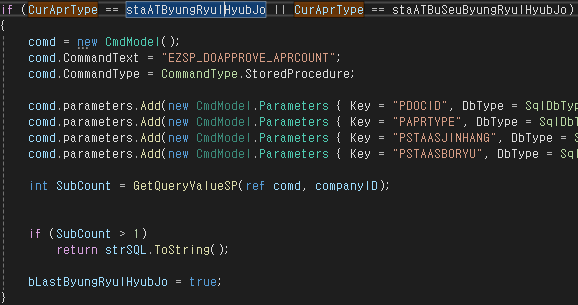 if (CurAprType == staATByungRyulHyubJo || CurAprType == staATBuSeuByungRyulHyubJo)
{
comd = new CmdModel();
comd.CommandText = "EZSP_DOAPPROVE_APRCOUNT";
comd.CommandType = CommandType.StoredProcedure;
comd.parameters.Add(new CmdModel.Parameters { Key = "PDOCID", DbType = SqlDbTyp
comd.parameters.Add(new CmdModel.Parameters { Key = "PAPRTYPE", DbType = SqlDbT
comd.parameters.Add(new CmdModel.Parameters { Key = "PSTAASJINHANG", DbType = S
comd.parameters.Add(new CmdModel.Parameters { Key = "PSTAASBORYU", DbType = Sql
int SubCount = GetQueryValueSP(ref comd, companyID);
if (SubCount > 1)
return strSQL.ToString();
bLastByungRyulHyubJo = true;
}